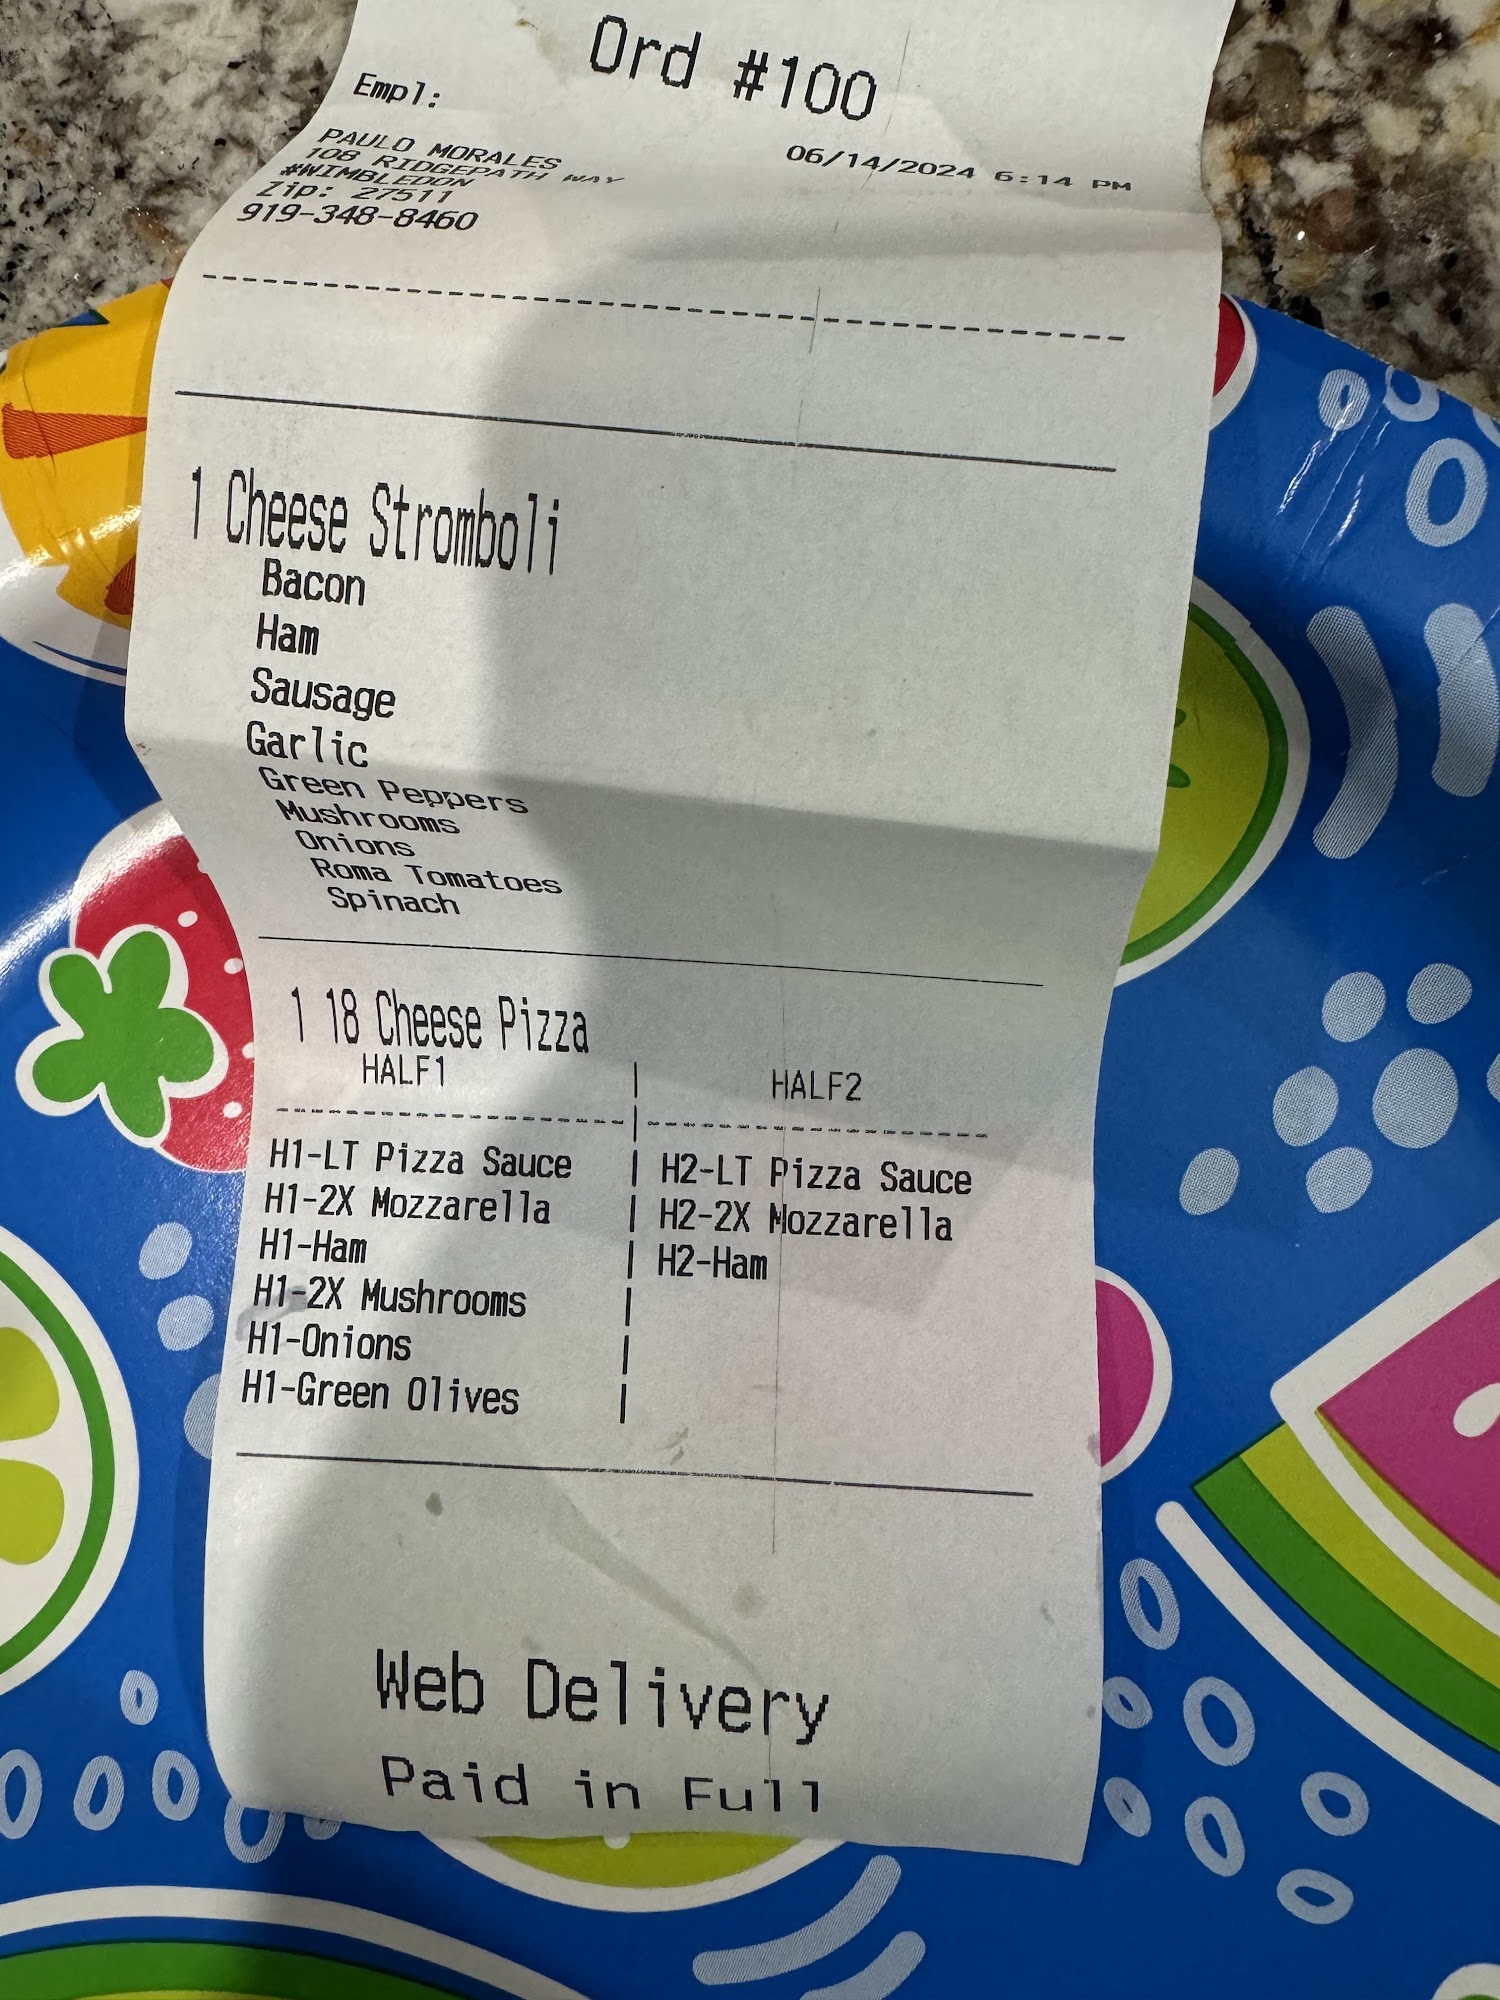 Ord #100
Empl:
06/14/2024 6:14 PM
PAULO MORALES
108 RIDGEPATH WAY
#WIMBLEDON
Zip: 27511
919-348-8460
1 Cheese Stromboli
Bacon
Ham
Sausage
Garlic
Green Peppers
Mushrooms
Onions
Roma Tomatoes
Spinach
1 18 Cheese Pizza
HALF1 | HALF2
H1-LT Pizza Sauce | H2-LT Pizza Sauce
H1-2X Mozzarella | H2-2X Mozzarella
H1-Ham | H2-Ham
H1-2X Mushrooms |
H1-Onions |
H1-Green Olives |
Web Delivery
Paid in Full